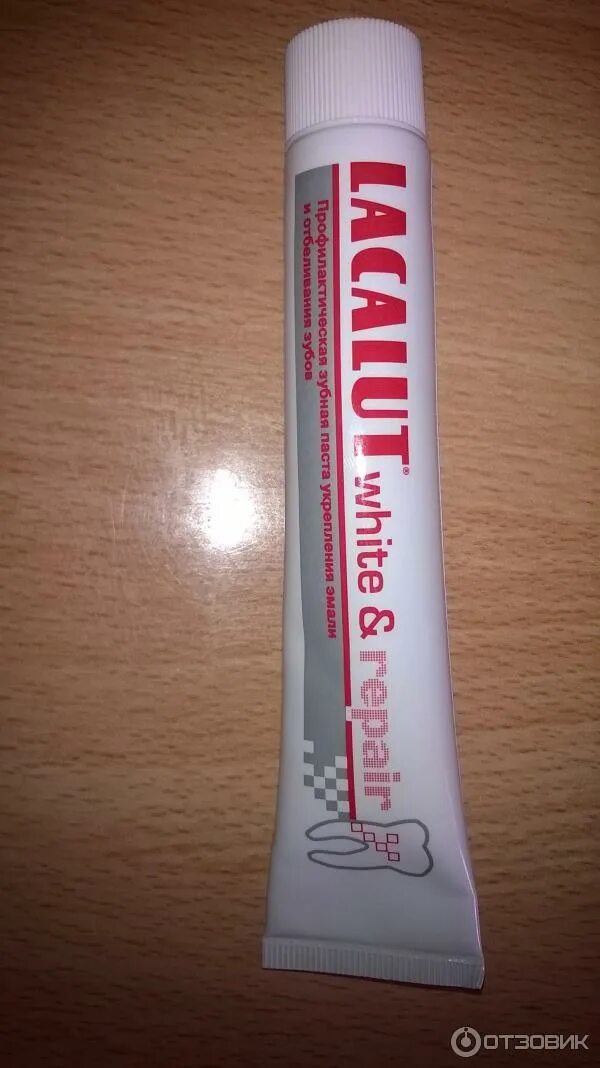 LACALUT® white & repair
Профилактическая зубная паста укрепления эмали
и отбеливания зубов
ОТЗОВИК